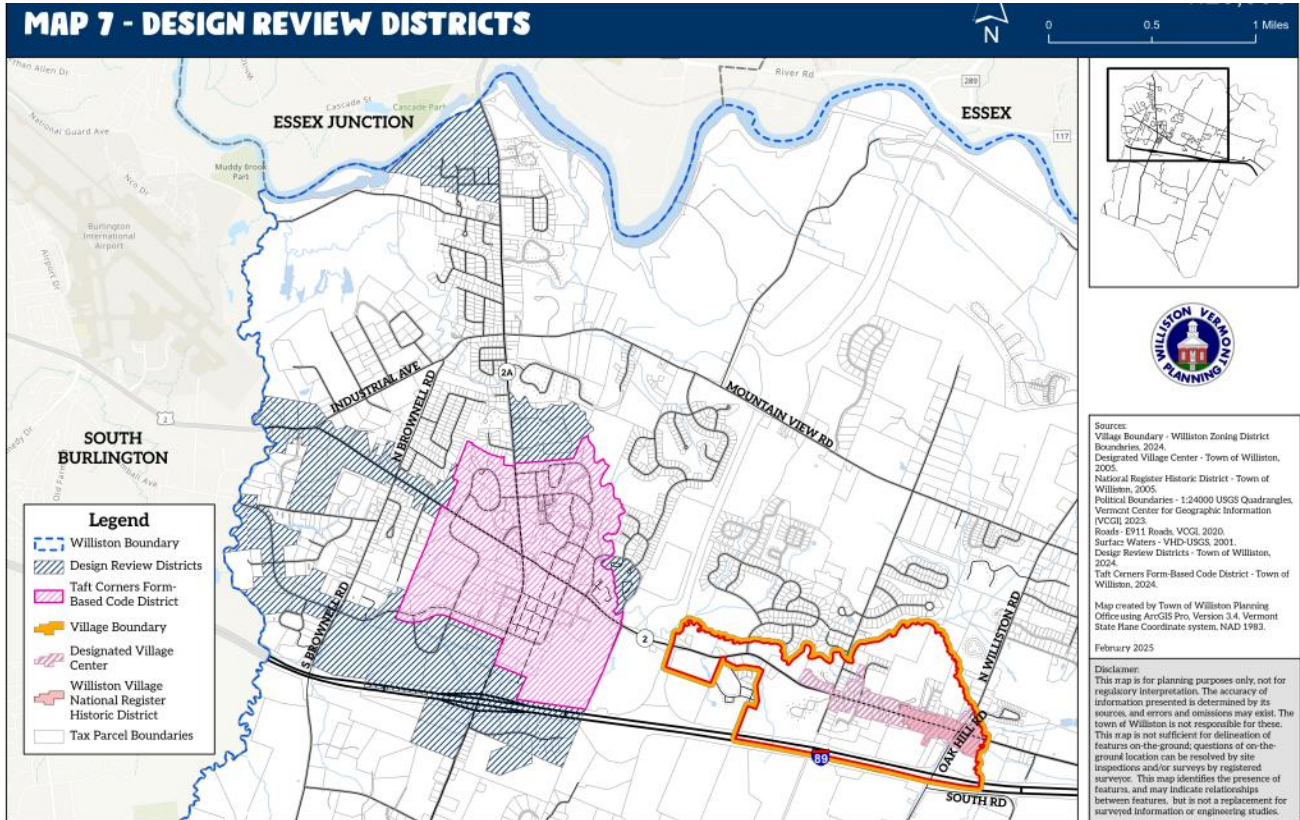 MAP 7 - DESIGN REVIEW DISTRICTS
N
0 0.5 1 Miles
than Allen Dr
National Guard Ave
Nco Dr
Airport Dr
Burlington
International
Airport
Muddy Brook
Park
Cascade St
Cascade Park
ESSEX JUNCTION
River Rd
289
ESSEX
117
2A
INDUSTRIAL AVE
N BROWNELL RD
MOUNTAIN VIEW RD
2
SOUTH
BURLINGTON
S BROWNELL RD
2
N WILLISTON RD
OAK HILL RD
89
SOUTH RD
Legend
Williston Boundary
Design Review Districts
Taft Corners Form-
Based Code District
Village Boundary
Designated Village
Center
Williston Village
National Register
Historic District
Tax Parcel Boundaries
WILLISTON VERMONT
PLANNING
Sources:
Village Boundary - Williston Zoning District
Boundaries, 2024.
Designated Village Center - Town of Williston,
2005.
National Register Historic District - Town of
Williston, 2005.
Political Boundaries - 1:24000 USGS Quadrangles,
Vermont Center for Geographic Information
(VCGI), 2023.
Roads - E911 Roads, VCGI, 2020.
Surface Waters - VHD-USGS, 2001.
Design Review Districts - Town of Williston,
2024.
Taft Corners Form-Based Code District - Town of
Williston, 2024.
Map created by Town of Williston Planning
Office using ArcGIS Pro, Version 3.4. Vermont
State Plane Coordinate system, NAD 1983.
February 2025
Disclaimer:
This map is for planning purposes only, not for
regulatory interpretation. The accuracy of
information presented is determined by its
sources, and errors and omissions may exist. The
town of Williston is not responsible for these.
This map is not sufficient for delineation of
features on-the-ground; questions of on-the-
ground location can be resolved by site
inspections and/or surveys by registered
surveyor. This map identifies the presence of
features, and may indicate relationships
between features, but is not a replacement for
surveyed information or engineering studies.